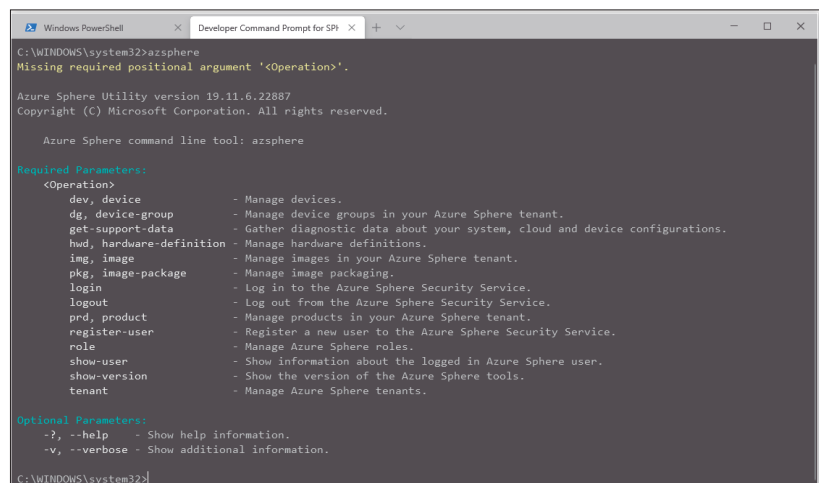 Windows PowerShell
Developer Command Prompt for SPH
C:\WINDOWS\system32>azsphere
Missing required positional argument '<Operation>'.
Azure Sphere Utility version 19.11.6.22887
Copyright (C) Microsoft Corporation. All rights reserved.
Azure Sphere command line tool: azsphere
Required Parameters:
<Operation>
dev, device - Manage devices.
dg, device-group - Manage device groups in your Azure Sphere tenant.
get-support-data - Gather diagnostic data about your system, cloud and device configurations.
hwd, hardware-definition - Manage hardware definitions.
img, image - Manage images in your Azure Sphere tenant.
pkg, image-package - Manage image packaging.
login - Log in to the Azure Sphere Security Service.
logout - Log out from the Azure Sphere Security Service.
prd, product - Manage products in your Azure Sphere tenant.
register-user - Register a new user to the Azure Sphere Security Service.
role - Manage Azure Sphere roles.
show-user - Show information about the logged in Azure Sphere user.
show-version - Show the version of the Azure Sphere tools.
tenant - Manage Azure Sphere tenants.
Optional Parameters:
-?, --help - Show help information.
-v, --verbose - Show additional information.
C:\WINDOWS\system32>